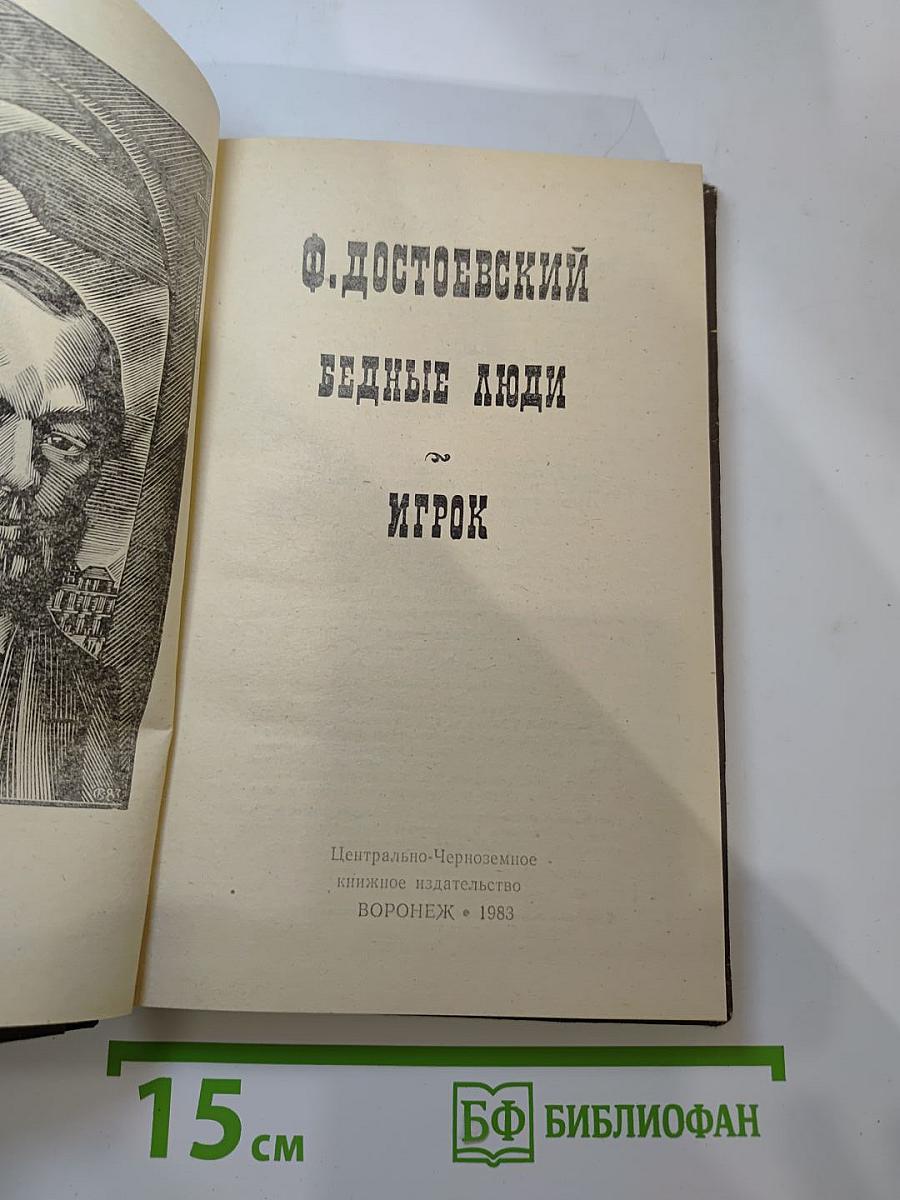 Ф. ДОСТОЕВСКИЙ
БЕДНЫЕ ЛЮДИ
ИГРОК
Центрально-Черноземное
книжное издательство
ВОРОНЕЖ • 1983
15 см
БФ БИБЛИОФАН